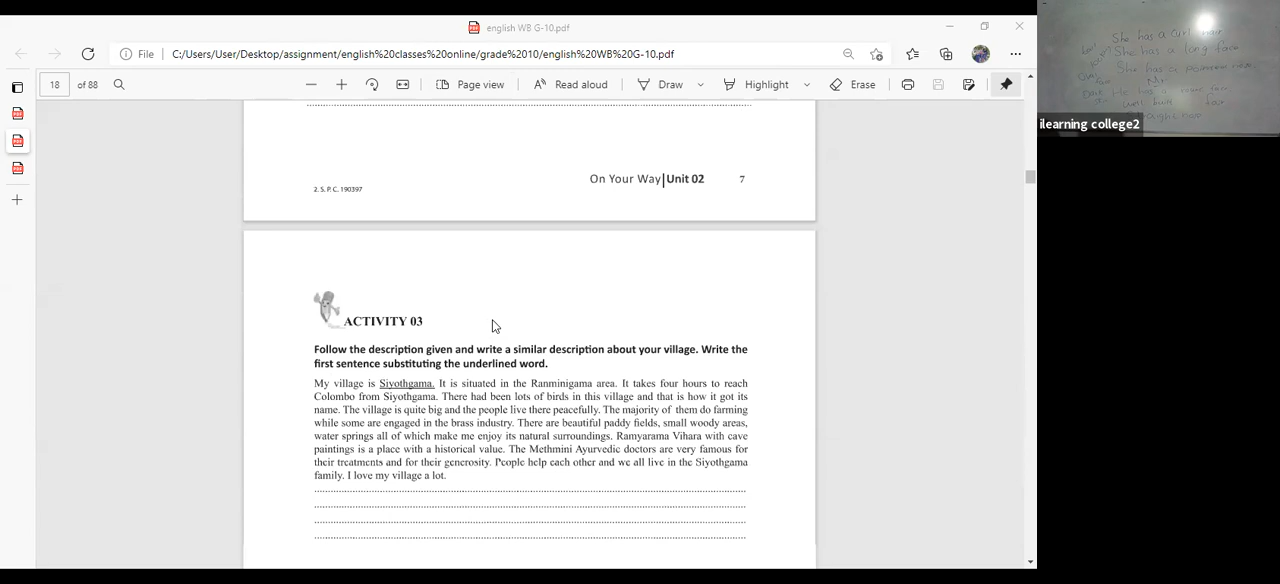 english WB G-10.pdf
File C:/Users/User/Desktop/assignment/english%20classes%20online/grade%2010/english%20WB%20G-10.pdf
18 of 88 Page view Read aloud Draw Highlight Erase
On Your Way|Unit 02 7
2. S. P. C. 190397
ACTIVITY 03
Follow the description given and write a similar description about your village. Write the
first sentence substituting the underlined word.
My village is Siyothgama. It is situated in the Ranminigama area. It takes four hours to reach
Colombo from Siyothgama. There had been lots of birds in this village and that is how it got its
name. The village is quite big and the people live there peacefully. The majority of them do farming
while some are engaged in the brass industry. There are beautiful paddy fields, small woody areas,
water springs all of which make me enjoy its natural surroundings. Ramyarama Vihara with cave
paintings is a place with a historical value. The Methmini Ayurvedic doctors are very famous for
their treatments and for their generosity. People help each other and we all live in the Siyothgama
family. I love my village a lot.
She has a curl
She has a long face
She has a
He has a
well built
ilearning college2